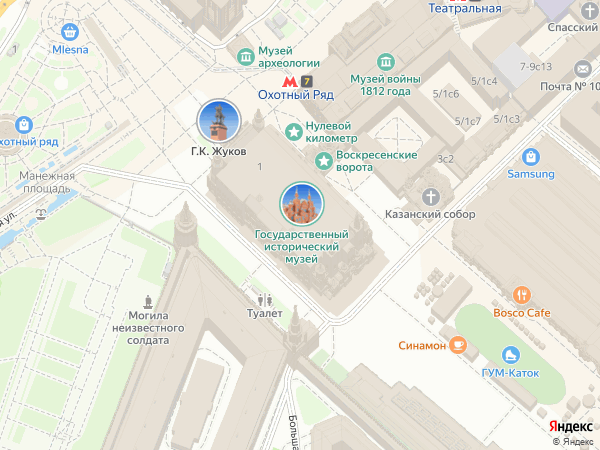 Театральная
Спасский
Mlesna
Музей
археологии
7-9с13
Музей войны
1812 года
5/1с4
Почта № 10
7
Охотный Ряд
5/1с6
5/1с7
5/1с3
Нулевой
километр
Г.К. Жуков
хотный ряд
1
Воскресенские
ворота
3с2
Samsung
Манежная
площадь
Казанский собор
я ул.
Государственный
исторический
музей
Могила
неизвестного
солдата
Туалет
Bosco Cafe
Синамон
ГУМ-Каток
Больша
Яндекс
© Яндекс